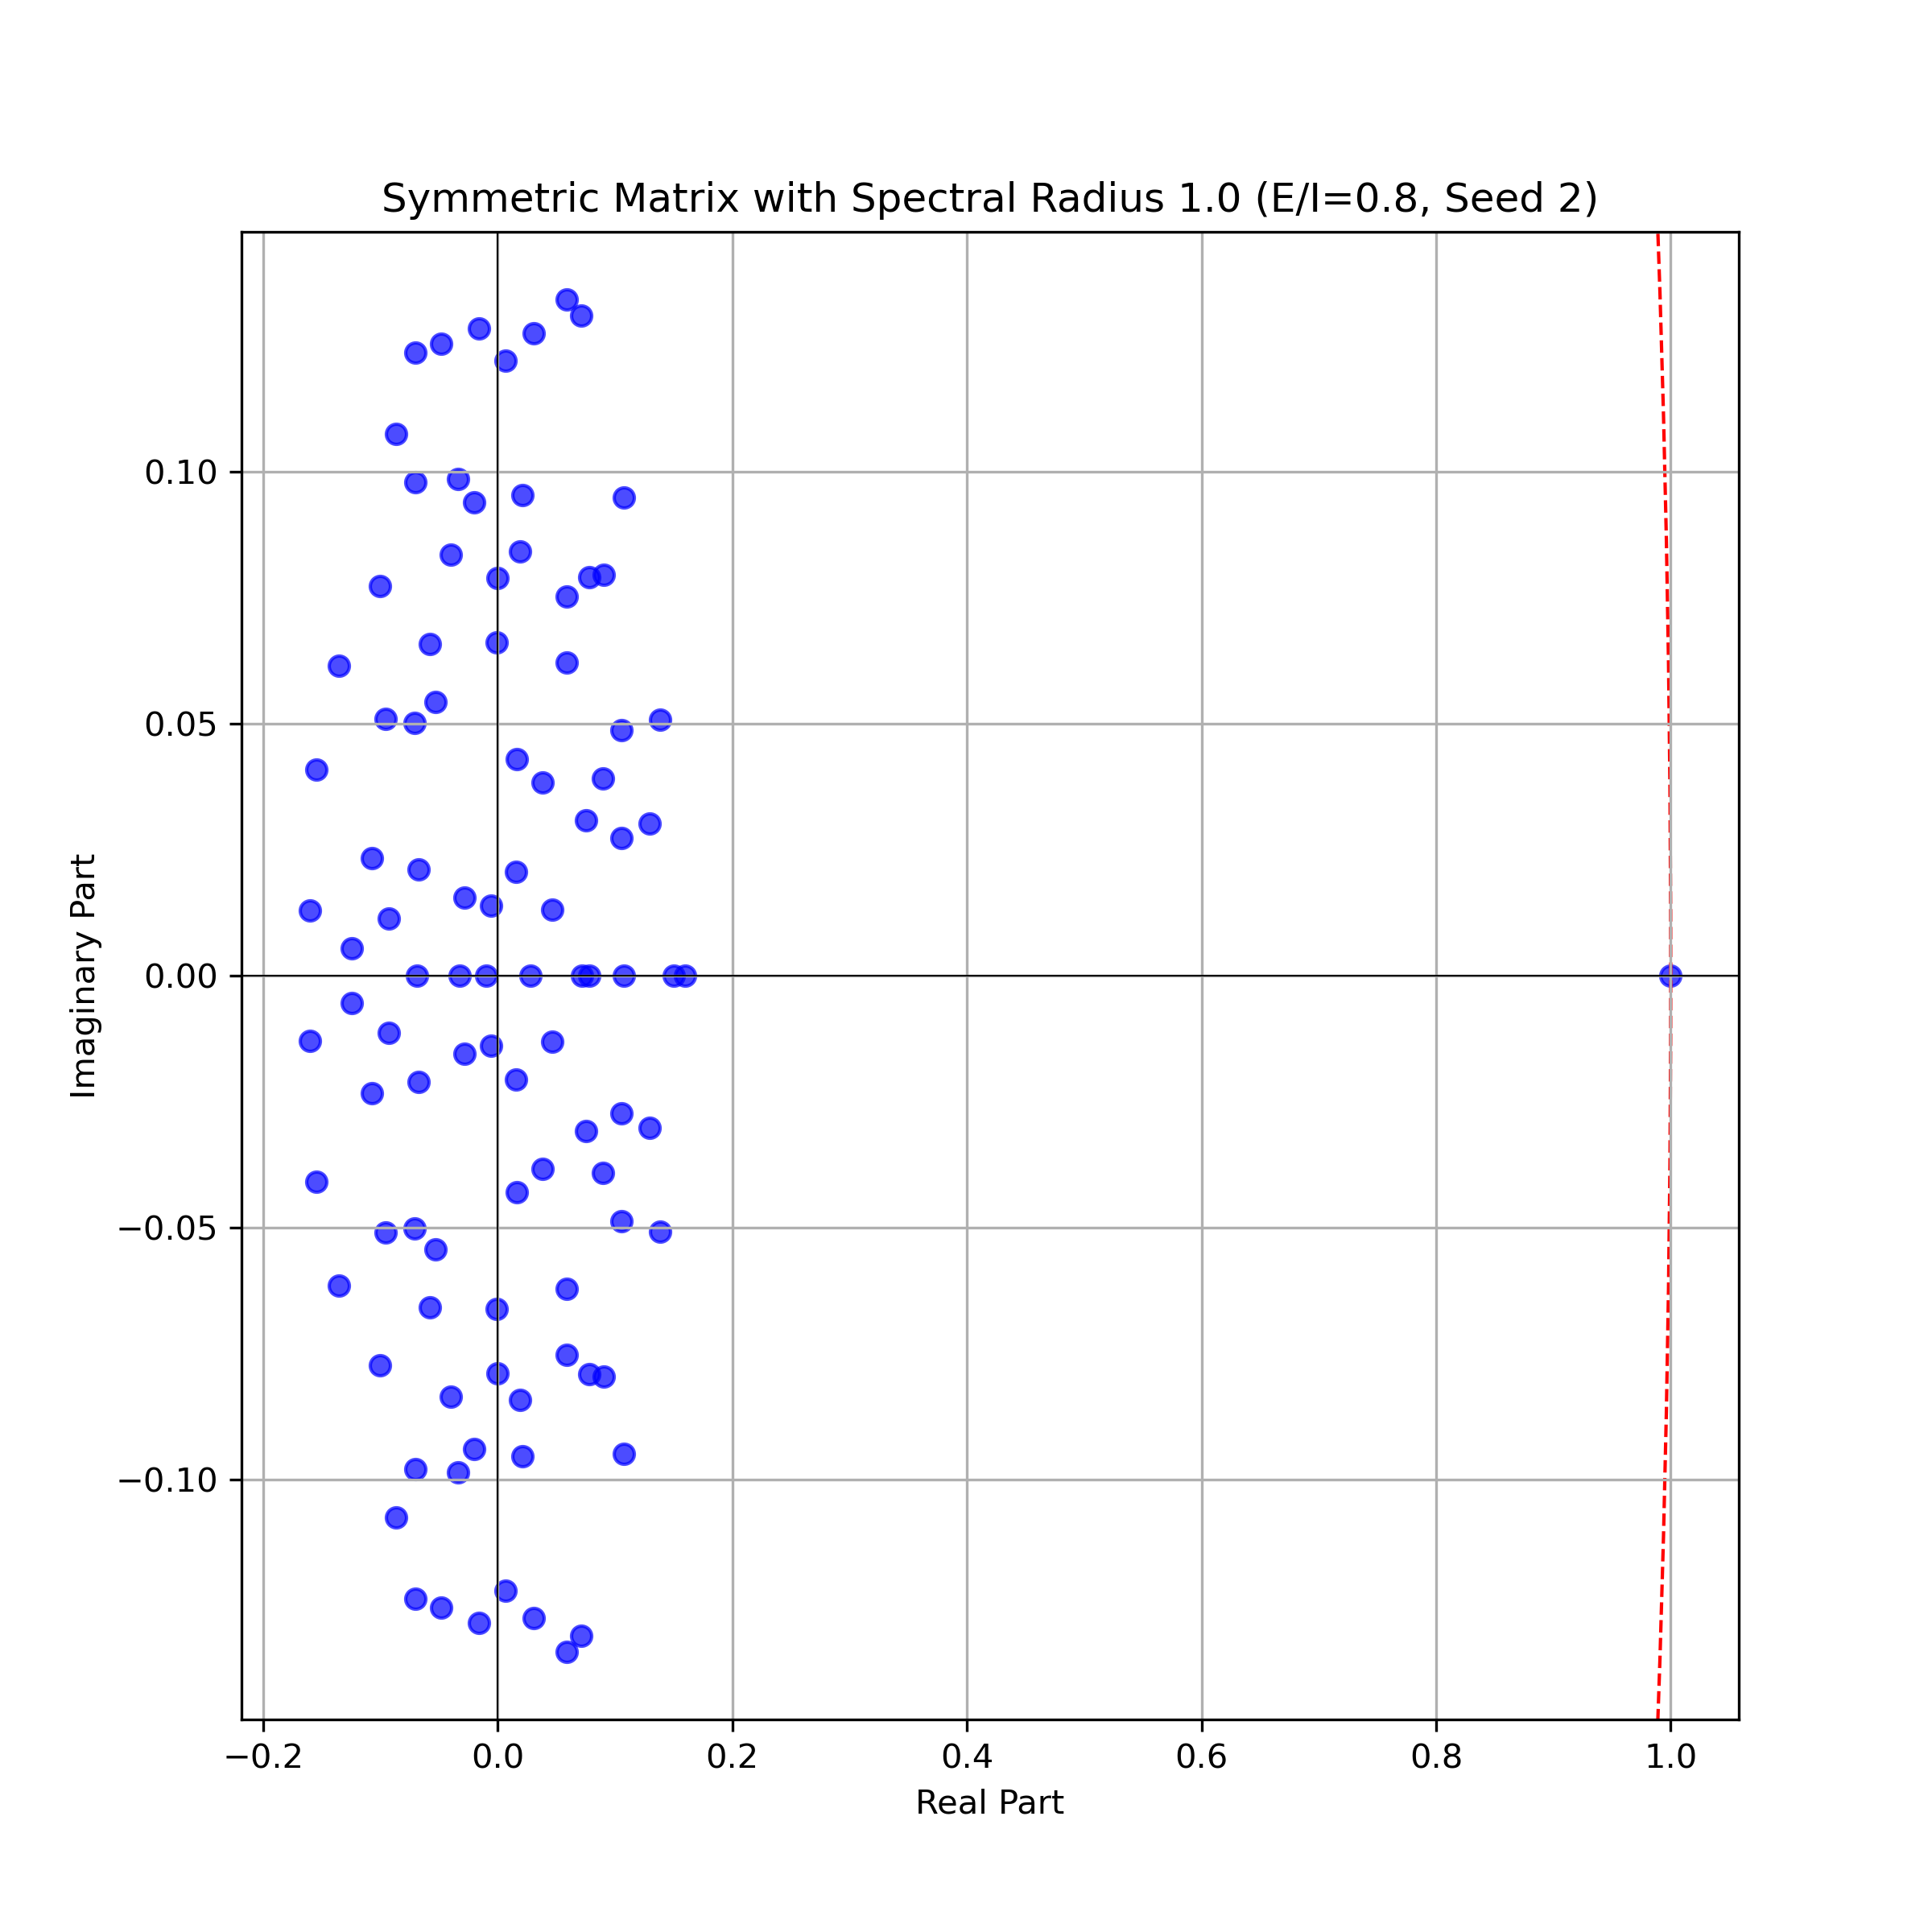 Symmetric Matrix with Spectral Radius 1.0 (E/I=0.8, Seed 2)
Imaginary Part
0.10
0.05
0.00
−0.05
−0.10
−0.2 0.0 0.2 0.4 0.6 0.8 1.0
Real Part